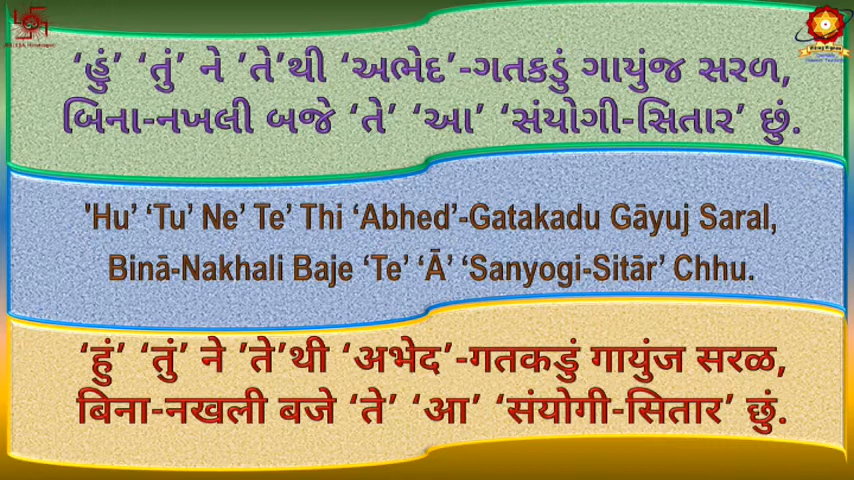 ‘હું’ ‘તું’ ને ’તે’થી ‘અભેદ’-ગતકડું ગાયુંજ સરળ,
બિના-નખલી બજે ‘તે’ ‘આ’ ‘સંયોગી-સિતાર’ છું.
'Hu’ ‘Tu’ Ne’ Te’ Thi ‘Abhed’-Gatakadu Gāyuj Saral,
Binā-Nakhali Baje ‘Te’ ‘Ā’ ‘Sanyogi-Sitār’ Chhu.
‘हुं’ ‘तुं’ ने ’ते’थी ‘अभेद’-गतकडुं गायुंज सरळ,
बिना-नखली बजे ‘ते’ ‘आ’ ‘संयोगी-सितार’ छुं.